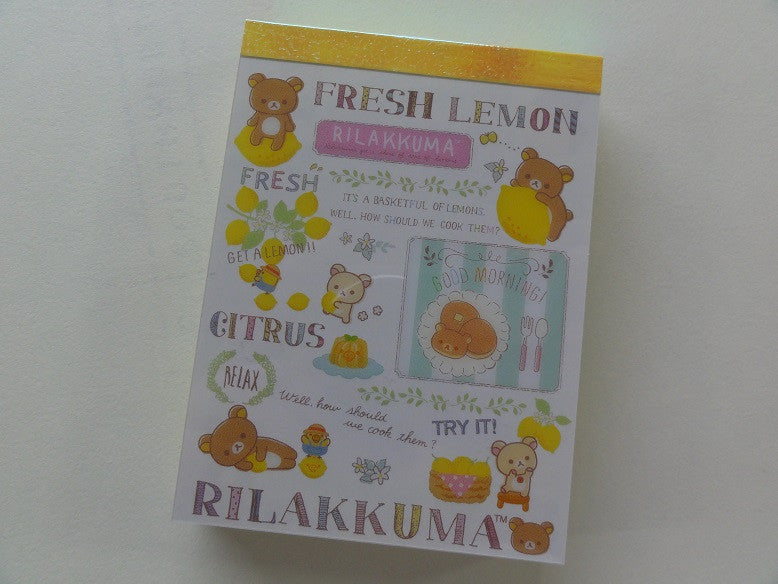 FRESH LEMON
RILAKKUMA
FRESH
IT'S A BASKETFUL OF LEMONS.
WELL, HOW SHOULD WE COOK THEM?
GET A LEMON!!
GOOD MORNING!
CITRUS
RELAX
Well, how should
we cook them?
TRY IT!
RILAKKUMA™